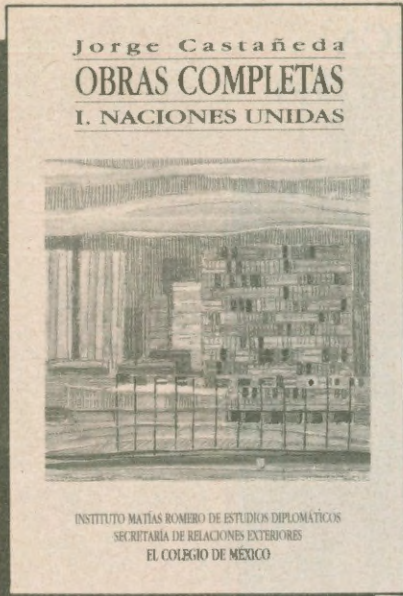 Jorge Castañeda
OBRAS COMPLETAS
I. NACIONES UNIDAS
INSTITUTO MATÍAS ROMERO DE ESTUDIOS DIPLOMÁTICOS
SECRETARÍA DE RELACIONES EXTERIORES
EL COLEGIO DE MÉXICO